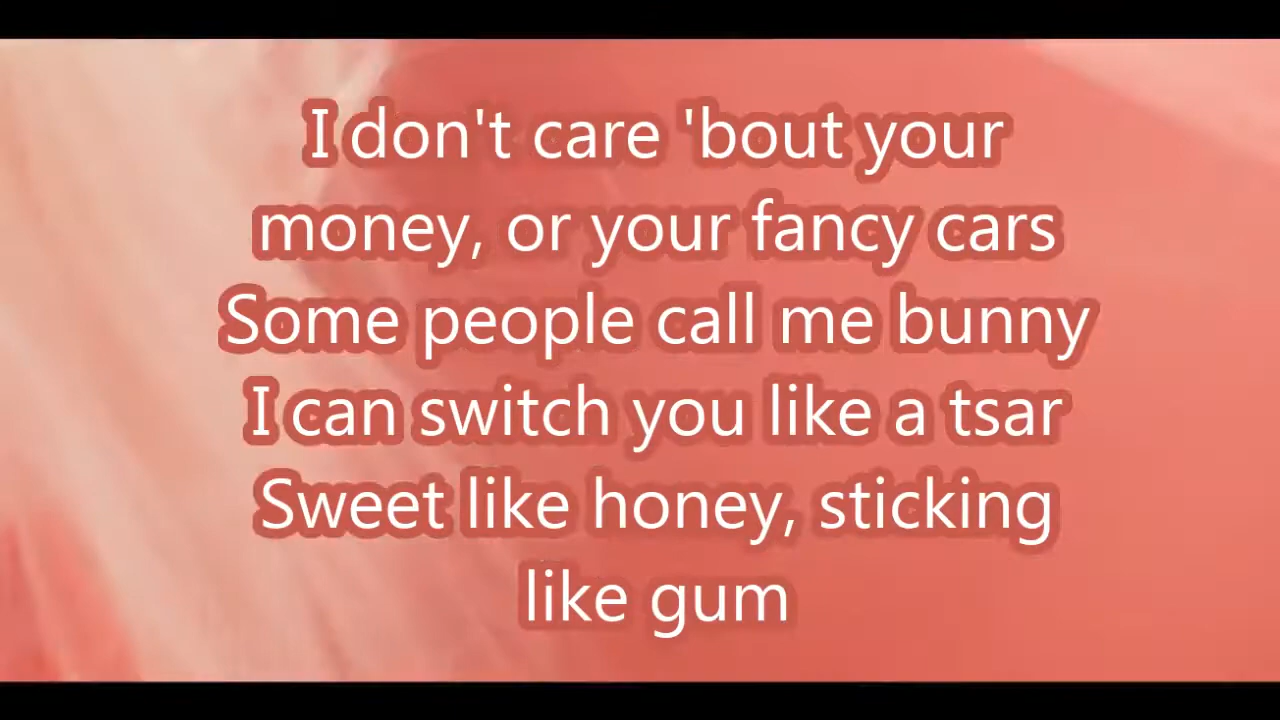 I don't care 'bout your
money, or your fancy cars
Some people call me bunny
I can switch you like a tsar
Sweet like honey, sticking
like gum